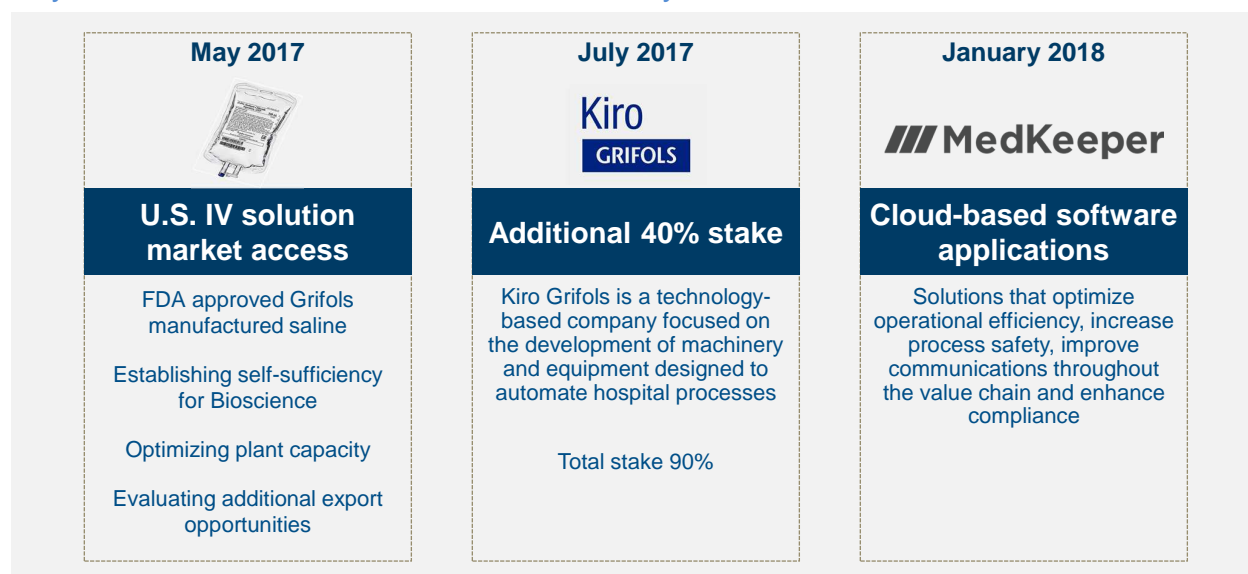 May 2017
U.S. IV solution
market access
FDA approved Grifols
manufactured saline
Establishing self-sufficiency
for Bioscience
Optimizing plant capacity
Evaluating additional export
opportunities
July 2017
Kiro
GRIFOLS
Additional 40% stake
Kiro Grifols is a technology-
based company focused on
the development of machinery
and equipment designed to
automate hospital processes
Total stake 90%
January 2018
MedKeeper
Cloud-based software
applications
Solutions that optimize
operational efficiency, increase
process safety, improve
communications throughout
the value chain and enhance
compliance